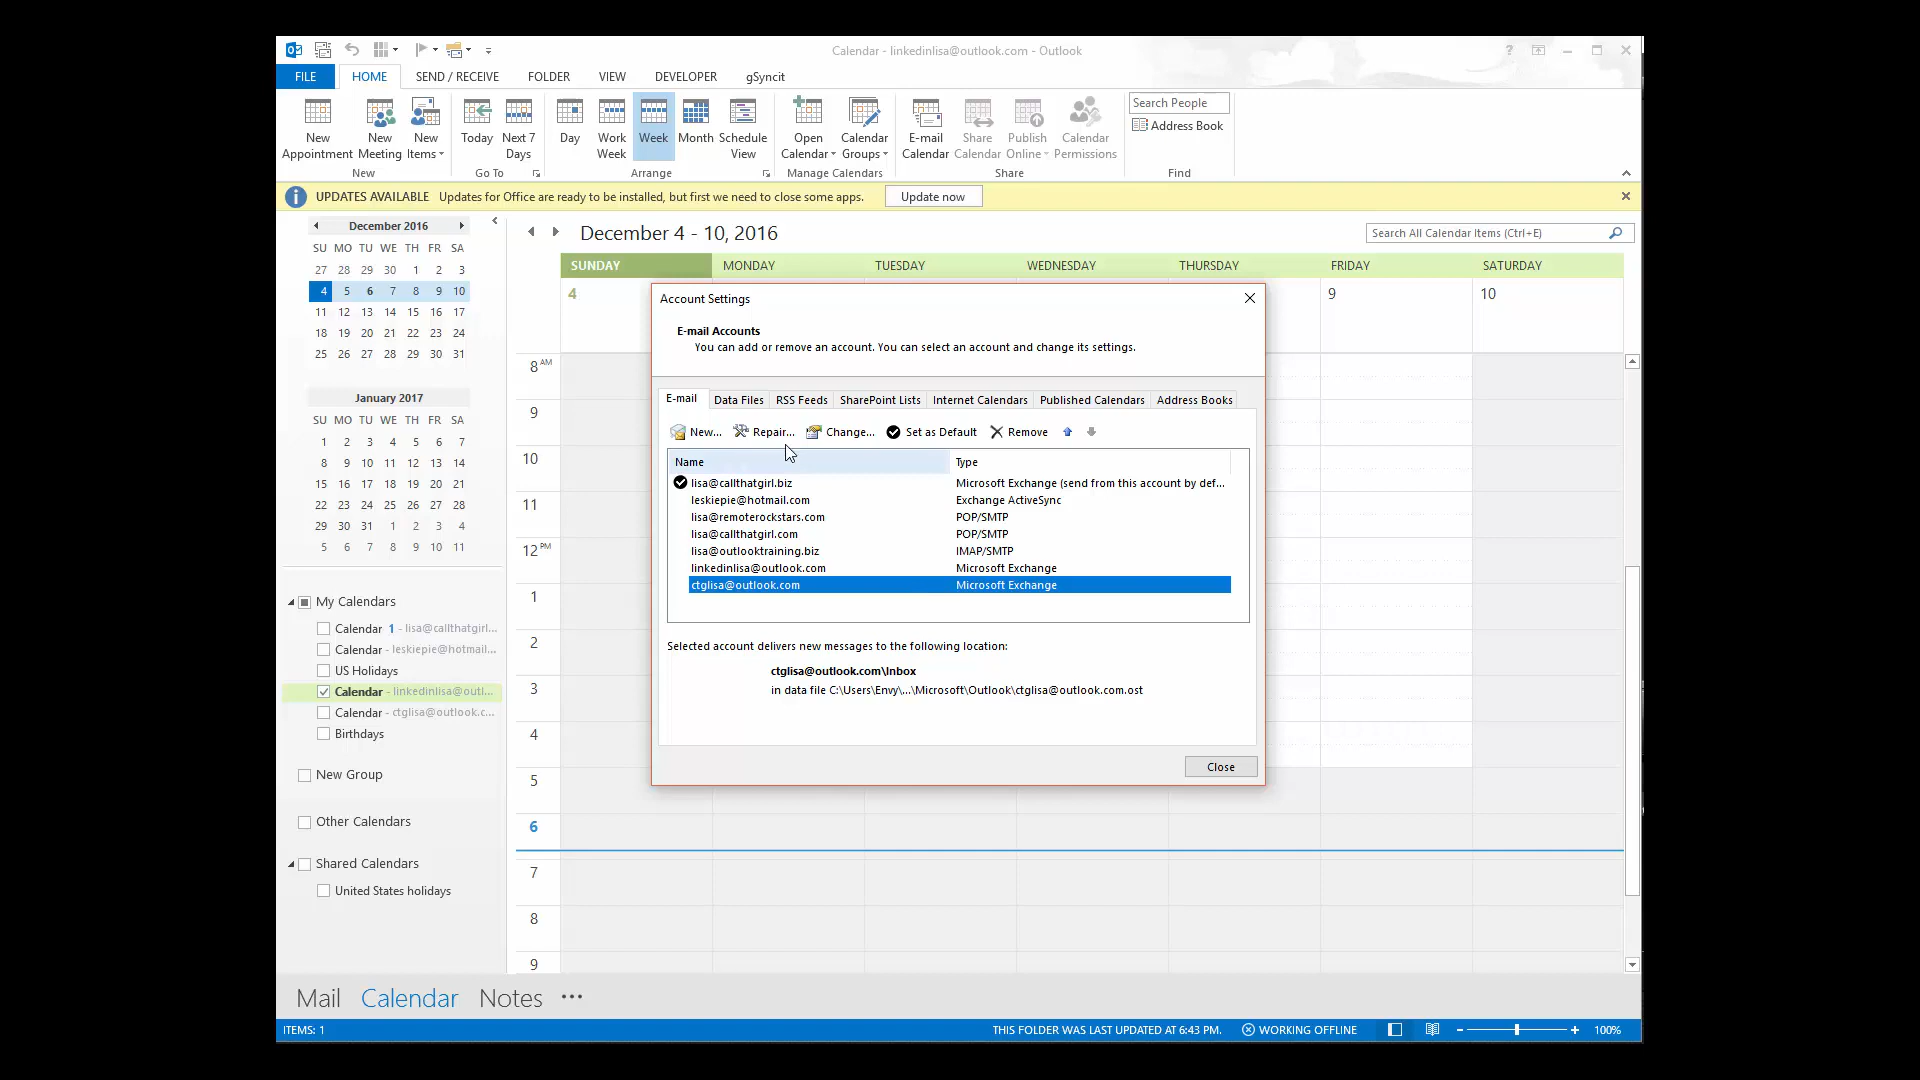 Calendar - linkedinlisa@outlook.com - Outlook
?
FILE HOME SEND / RECEIVE FOLDER VIEW DEVELOPER gSyncit
New Appointment
New Meeting
New Items
Today
Next 7 Days
Day
Work Week
Week
Month
Schedule View
Open Calendar
Calendar Groups
E-mail Calendar
Share Calendar
Publish Online
Calendar Permissions
Search People
Address Book
New Go To Arrange Manage Calendars Share Find
UPDATES AVAILABLE Updates for Office are ready to be installed, but first we need to close some apps. Update now
December 2016
SU MO TU WE TH FR SA
27 28 29 30 1 2 3
4 5 6 7 8 9 10
11 12 13 14 15 16 17
18 19 20 21 22 23 24
25 26 27 28 29 30 31
January 2017
SU MO TU WE TH FR SA
1 2 3 4 5 6 7
8 9 10 11 12 13 14
15 16 17 18 19 20 21
22 23 24 25 26 27 28
29 30 31 1 2 3 4
5 6 7 8 9 10 11
My Calendars
Calendar 1 - lisa@callthatgirl...
Calendar - leskiepie@hotmail...
US Holidays
Calendar - linkedinlisa@outl...
Calendar - ctglisa@outlook.c...
Birthdays
New Group
Other Calendars
Shared Calendars
United States holidays
December 4 - 10, 2016
Search All Calendar Items (Ctrl+E)
SUNDAY MONDAY TUESDAY WEDNESDAY THURSDAY FRIDAY SATURDAY
4 9 10
8 AM
9
10
11
12 PM
1
2
3
4
5
6
7
8
9
Account Settings
E-mail Accounts
You can add or remove an account. You can select an account and change its settings.
E-mail Data Files RSS Feeds SharePoint Lists Internet Calendars Published Calendars Address Books
New... Repair... Change... Set as Default Remove
Name Type
lisa@callthatgirl.biz Microsoft Exchange (send from this account by def...
leskiepie@hotmail.com Exchange ActiveSync
lisa@remoterockstars.com POP/SMTP
lisa@callthatgirl.com POP/SMTP
lisa@outlooktraining.biz IMAP/SMTP
linkedinlisa@outlook.com Microsoft Exchange
ctglisa@outlook.com Microsoft Exchange
Selected account delivers new messages to the following location:
ctglisa@outlook.com\Inbox
in data file C:\Users\Envy\...\Microsoft\Outlook\ctglisa@outlook.com.ost
Close
Mail Calendar Notes ...
ITEMS: 1 THIS FOLDER WAS LAST UPDATED AT 6:43 PM. WORKING OFFLINE 100%